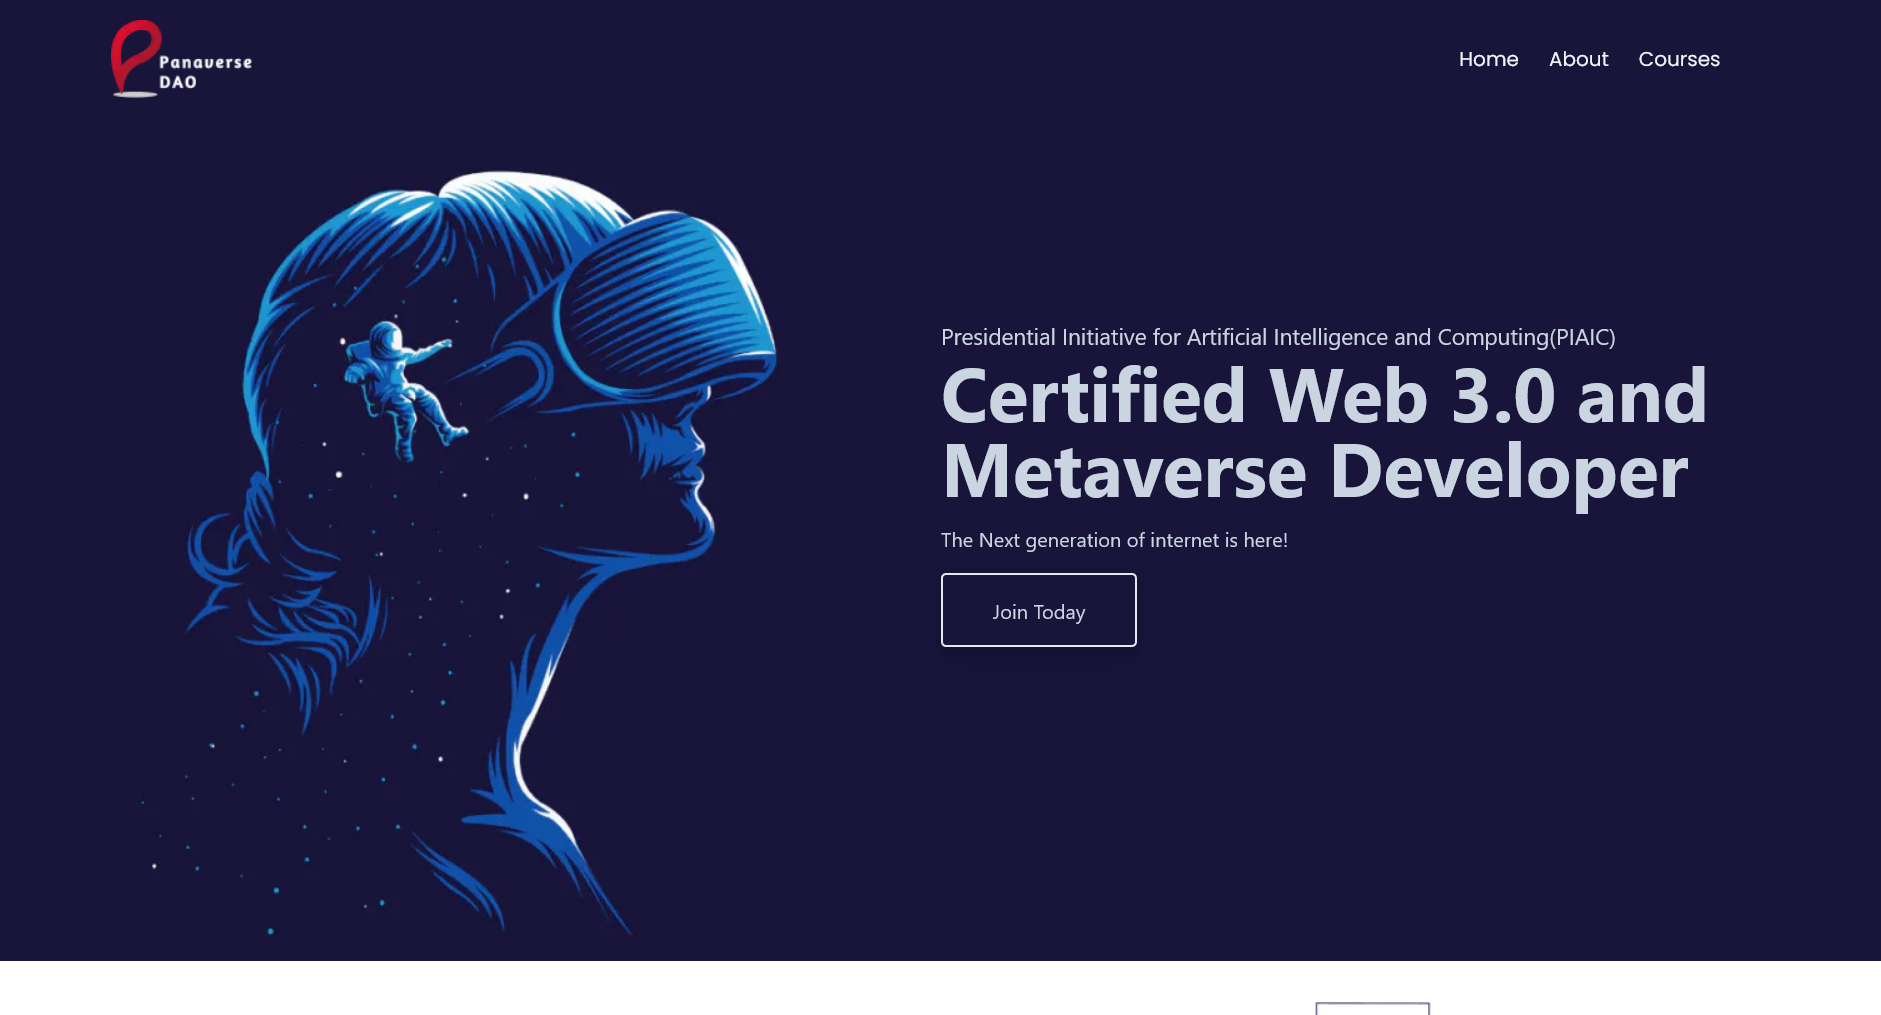 Panaverse
DAO
Home About Courses
Presidential Initiative for Artificial Intelligence and Computing(PIAIC)
Certified Web 3.0 and
Metaverse Developer
The Next generation of internet is here!
Join Today